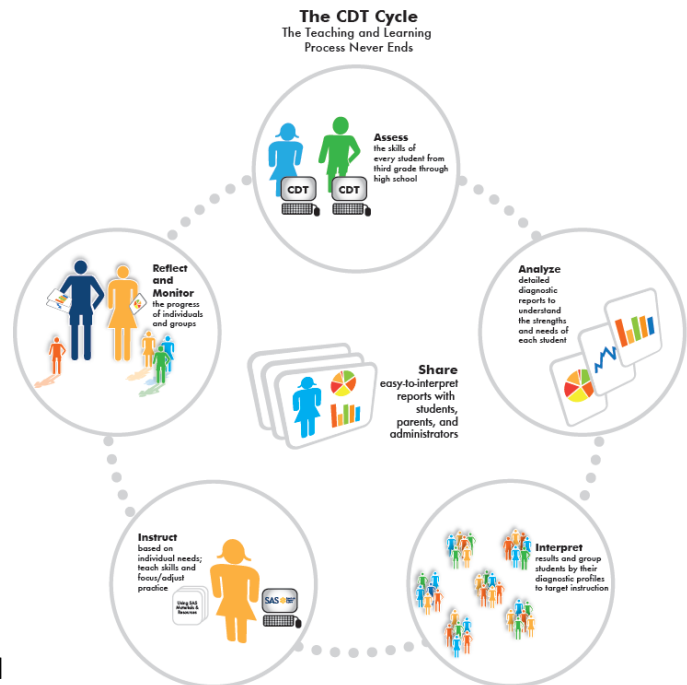 The CDT Cycle
The Teaching and Learning
Process Never Ends
Assess
the skills of
every student from
third grade through
high school
CDT
CDT
Analyze
detailed
diagnostic
reports to
understand
the strengths
and needs of
each student
Share
easy-to-interpret
reports with
students,
parents, and
administrators
Interpret
results and group
students by their
diagnostic profiles
to target instruction
Instruct
based on
individual needs;
teach skills and
focus/adjust
practice
Using SAS
Materials &
Resources
SAS
Reflect
and
Monitor
the progress
of individuals
and groups